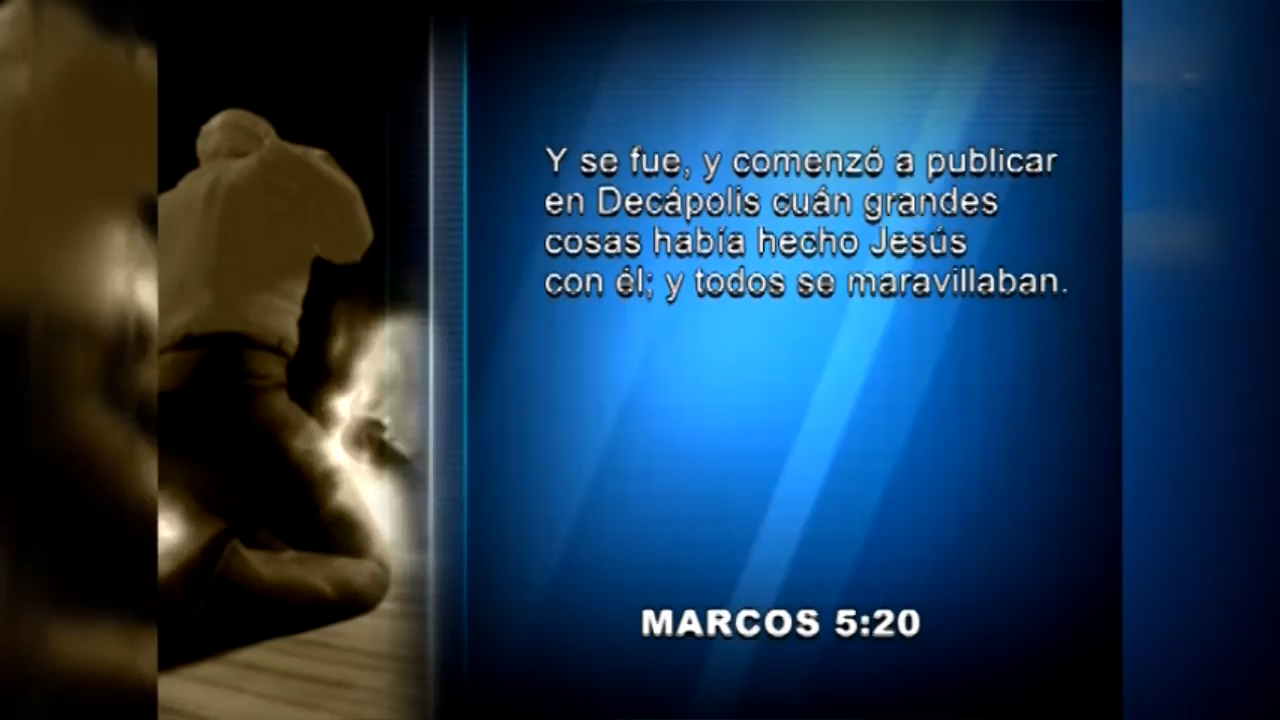 Y se fue, y comenzó a publicar
en Decápolis cuán grandes
cosas había hecho Jesús
con él; y todos se maravillaban.
MARCOS 5:20